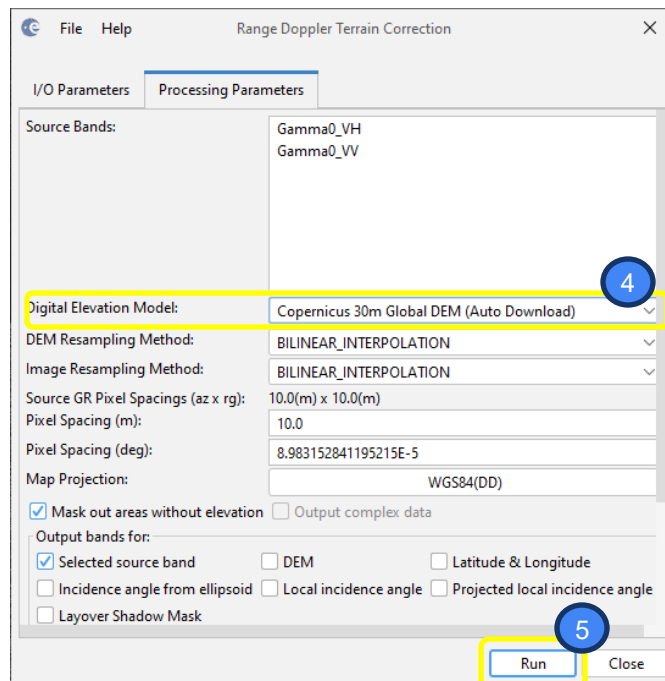 File Help Range Doppler Terrain Correction
I/O Parameters Processing Parameters
Source Bands: Gamma0_VH
Gamma0_VV
4
Digital Elevation Model: Copernicus 30m Global DEM (Auto Download)
DEM Resampling Method: BILINEAR_INTERPOLATION
Image Resampling Method: BILINEAR_INTERPOLATION
Source GR Pixel Spacings (az x rg): 10.0(m) x 10.0(m)
Pixel Spacing (m): 10.0
Pixel Spacing (deg): 8.983152841195215E-5
Map Projection: WGS84(DD)
Mask out areas without elevation Output complex data
Output bands for:
Selected source band DEM Latitude & Longitude
Incidence angle from ellipsoid Local incidence angle Projected local incidence angle
Layover Shadow Mask
5
Run Close